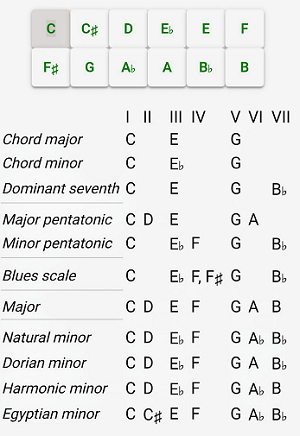 C C♯ D E♭ E F
F♯ G A♭ A B♭ B
I II III IV V VI VII
Chord major C E G
Chord minor C E♭ G
Dominant seventh C E G B♭
Major pentatonic C D E G A
Minor pentatonic C E♭ F G B♭
Blues scale C E♭ F, F♯ G B♭
Major C D E F G A B
Natural minor C D E♭ F G A♭ B♭
Dorian minor C D E♭ F G A B♭
Harmonic minor C D E♭ F G A♭ B
Egyptian minor C C♯ E F G A♭ B♭